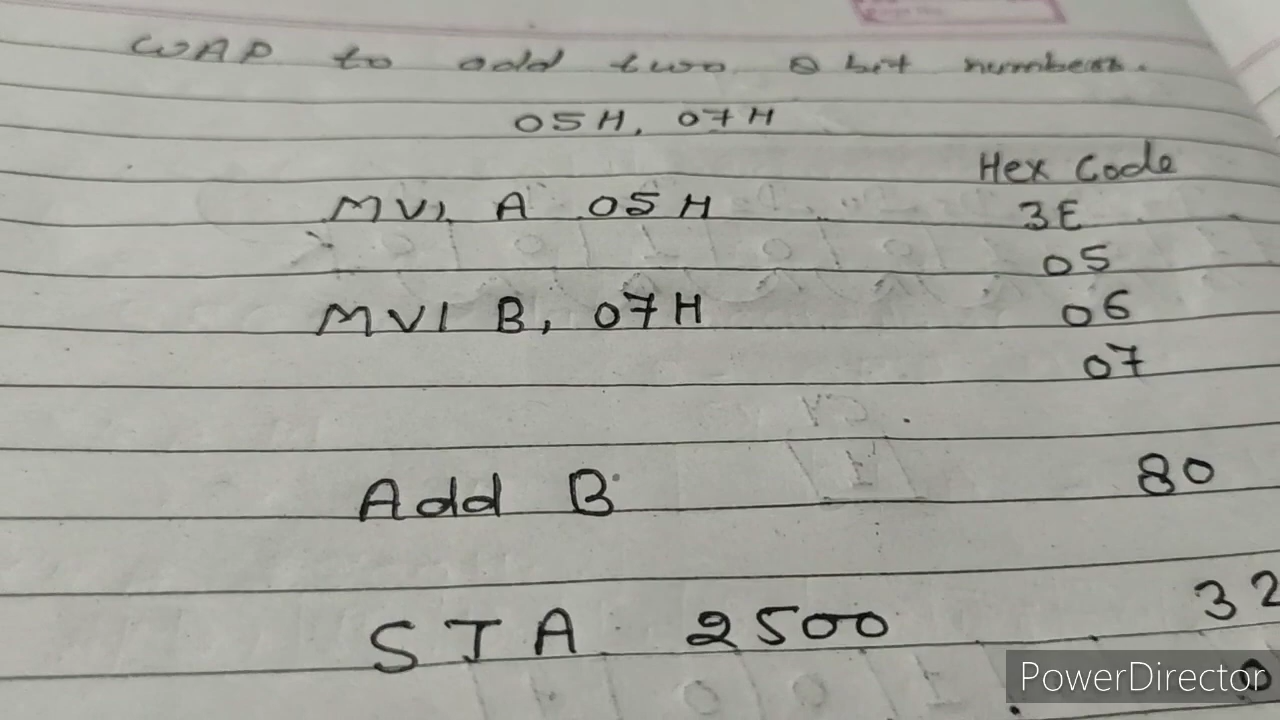 WAP to add two 8 bit numbers.
05H, 07H
Hex Code
MVI A 05H 3E
05
MVI B, 07H 06
07
Add B 80
STA 2500 32
0
PowerDirector